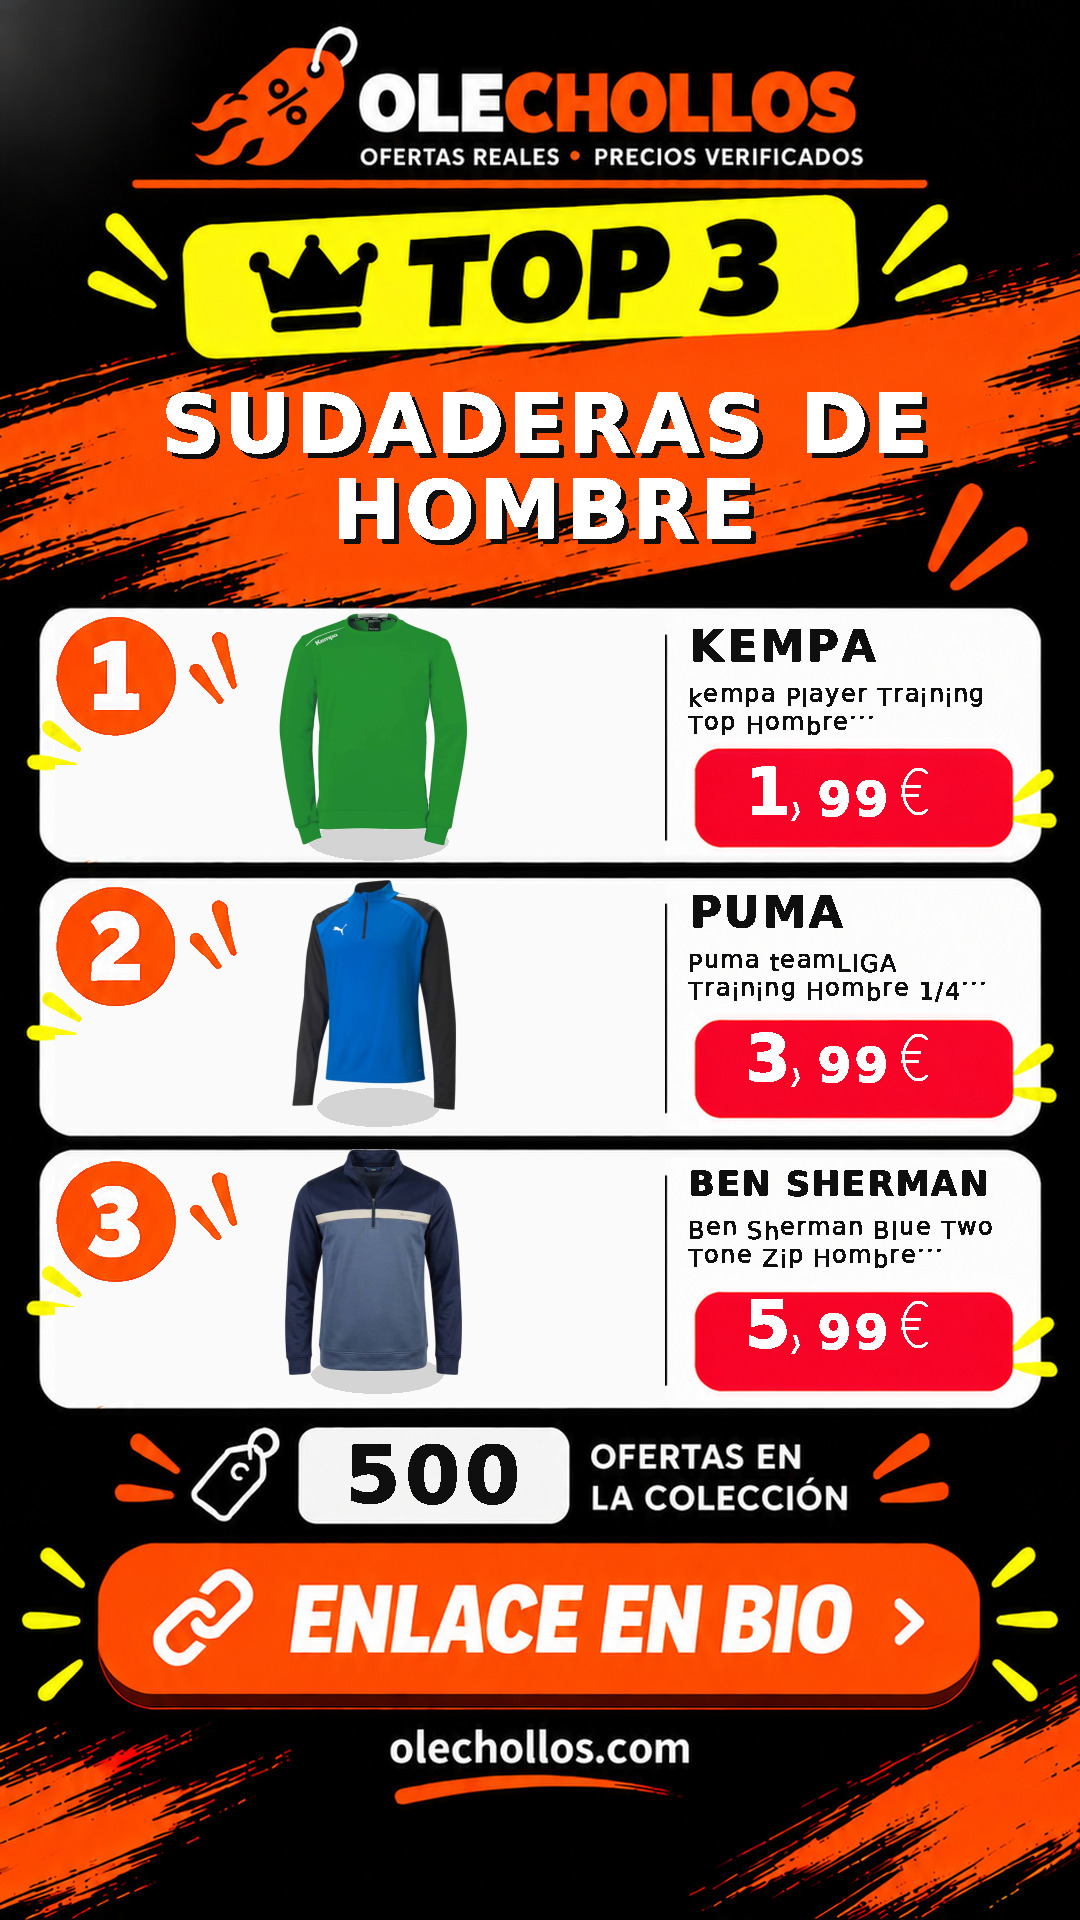 OLECHOLLOS
OFERTAS REALES • PRECIOS VERIFICADOS
TOP 3
SUDADERAS DE
HOMBRE
1
Kempa
KEMPA
Kempa Player Training
Top Hombre...
1,99€
2
PUMA
Puma teamLIGA
Training Hombre 1/4...
3,99€
3
BEN SHERMAN
Ben Sherman Blue Two
Tone Zip Hombre...
5,99€
500
OFERTAS EN
LA COLECCIÓN
ENLACE EN BIO
olechollos.com